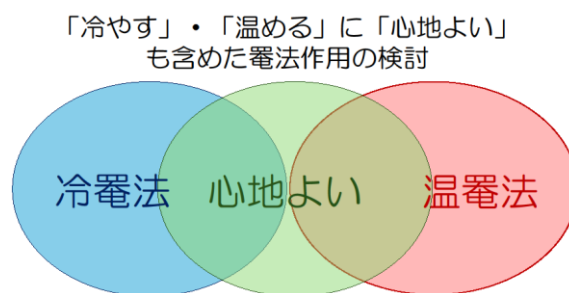 「冷やす」・「温める」に「心地よい」
も含めた罨法作用の検討
冷罨法 心地よい 温罨法